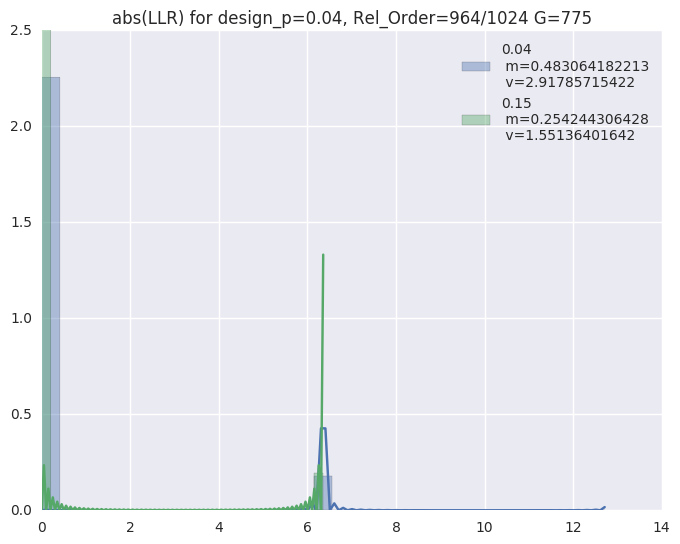 abs(LLR) for design_p=0.04, Rel_Order=964/1024 G=775
2.5
2.0
1.5
1.0
0.5
0.0
0 2 4 6 8 10 12 14
0.04
m=0.483064182213
v=2.91785715422
0.15
m=0.254244306428
v=1.55136401642